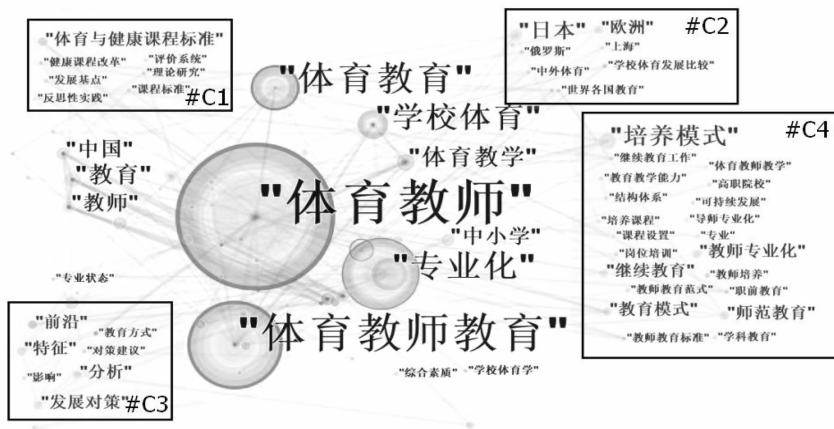 "体育与健康课程标准"
"健康课程改革" "评价系统"
"发展基点" "理论研究"
"反思性实践" "课程标准"
#C1
"日本" "欧洲" #C2
"俄罗斯" "上海"
"中外体育" "学校体育发展比较"
"世界各国教育"
"体育教育"
"学校体育"
"体育教学"
"中国"
"教育"
"教师"
"体育教师"
"中小学"
"专业化"
"专业状态"
"体育教师教育"
"综合素质" "学校体育学"
#C4
"培养模式"
"继续教育工作" "体育教师教学"
"教育教学能力" "高职院校"
"结构体系" "可持续发展"
"培养课程" "导师专业化"
"课程设置" "专业"
"岗位培训" "教师专业化"
"继续教育" "教师培养"
"教师教育范式" "职前教育"
"教育模式" "师范教育"
"教师教育标准" "学科教育"
"前沿"
"教育方式"
"特征" "对策建议"
"影响" "分析"
"发展对策" #C3